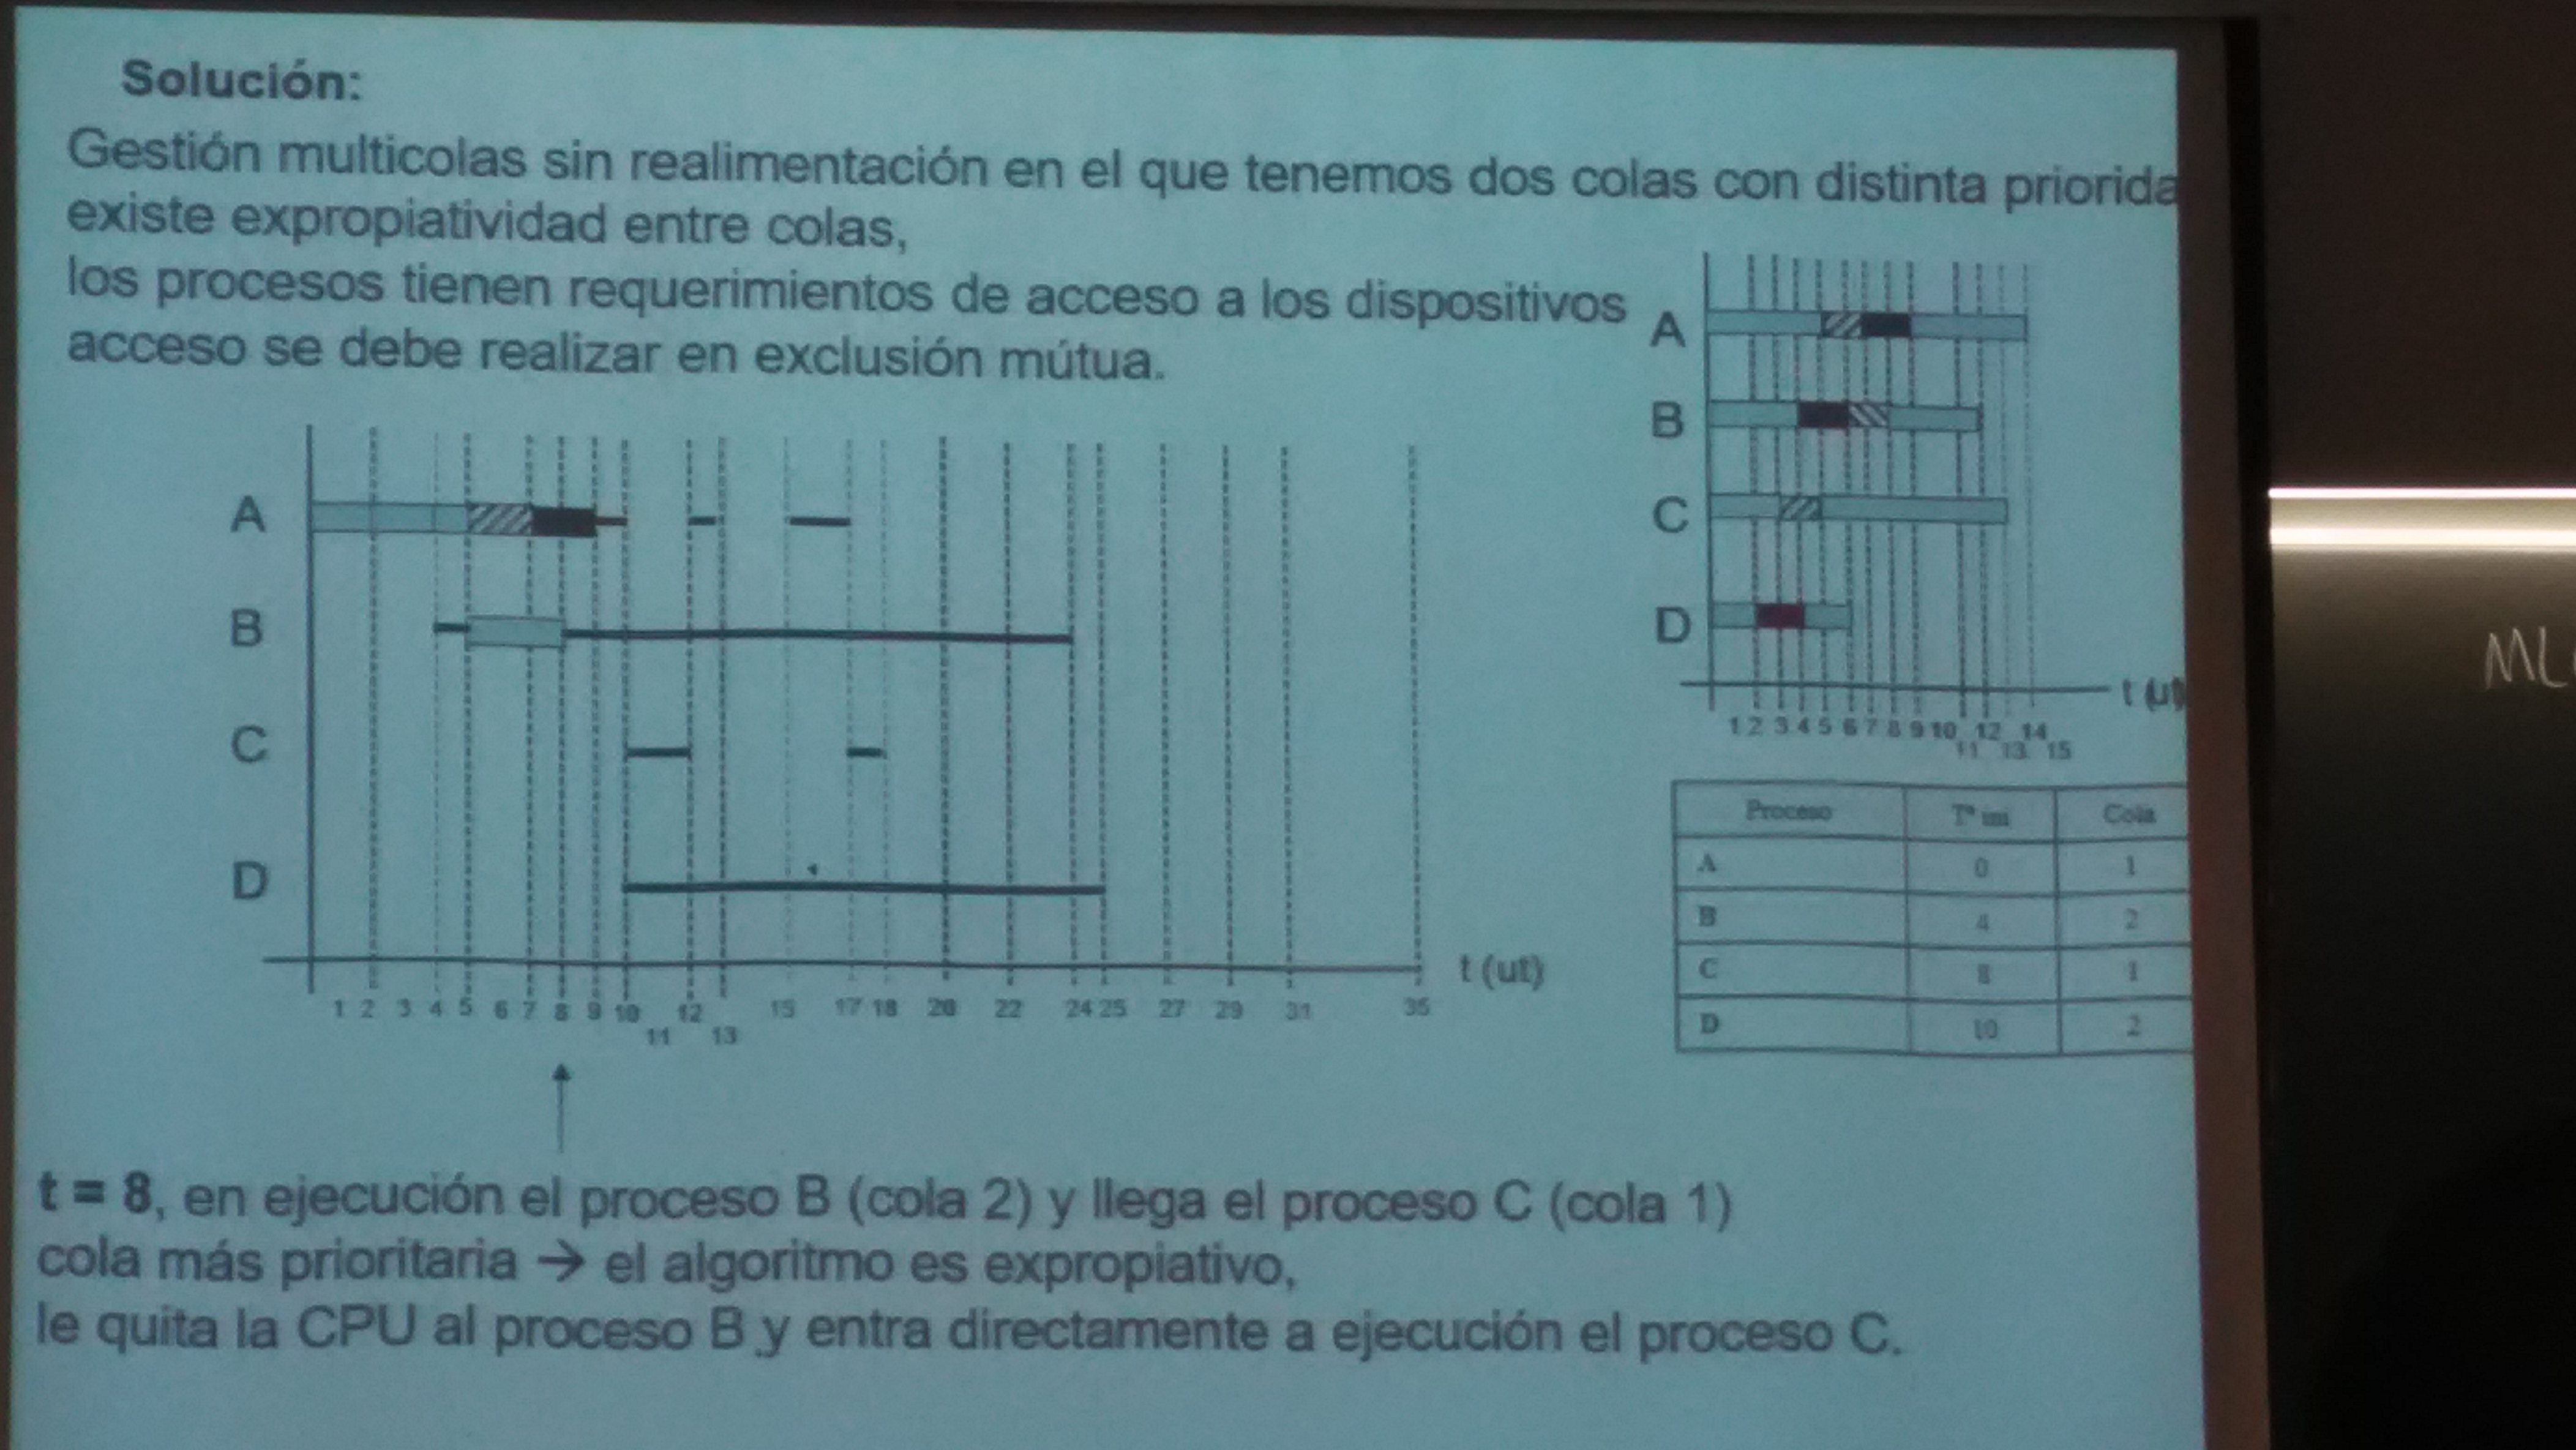 Solución:
Gestión multicolas sin realimentación en el que tenemos dos colas con distinta priorida
existe expropiatividad entre colas,
los procesos tienen requerimientos de acceso a los dispositivos
acceso se debe realizar en exclusión mútua.
A
B
C
D
t (ut)
1 2 3 4 5 6 7 8 9 10 12 15 17 18 20 22 24 25 27 29 31 35
11 13
A
B
C
D
t (ut
1 2 3 4 5 6 7 8 9 10 12 14
11 13 15
Proceso Tº ini Cola
A 0 1
B 4 2
C 8 1
D 10 2
t = 8, en ejecución el proceso B (cola 2) y llega el proceso C (cola 1)
cola más prioritaria → el algoritmo es expropiativo,
le quita la CPU al proceso B y entra directamente a ejecución el proceso C.